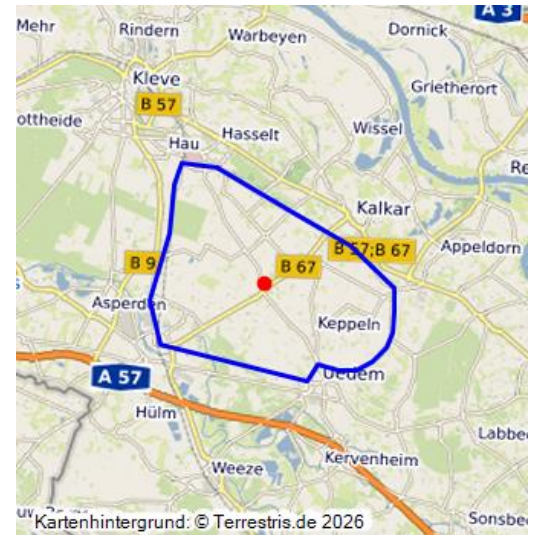 Mehr
Rindern
Warbeyen
Dornick
A 3
Kleve
B 57
Grietherort
ottheide
Hau
Hasselt
Wissel
Re
Kalkar
B 57;B 67
Appeldorn
B 9
B 67
Asperden
Keppeln
A 57
Uedem
Hülm
Labbe
Weeze
Kervenheim
Sonsbe
Kartenhintergrund: © Terrestris.de 2026